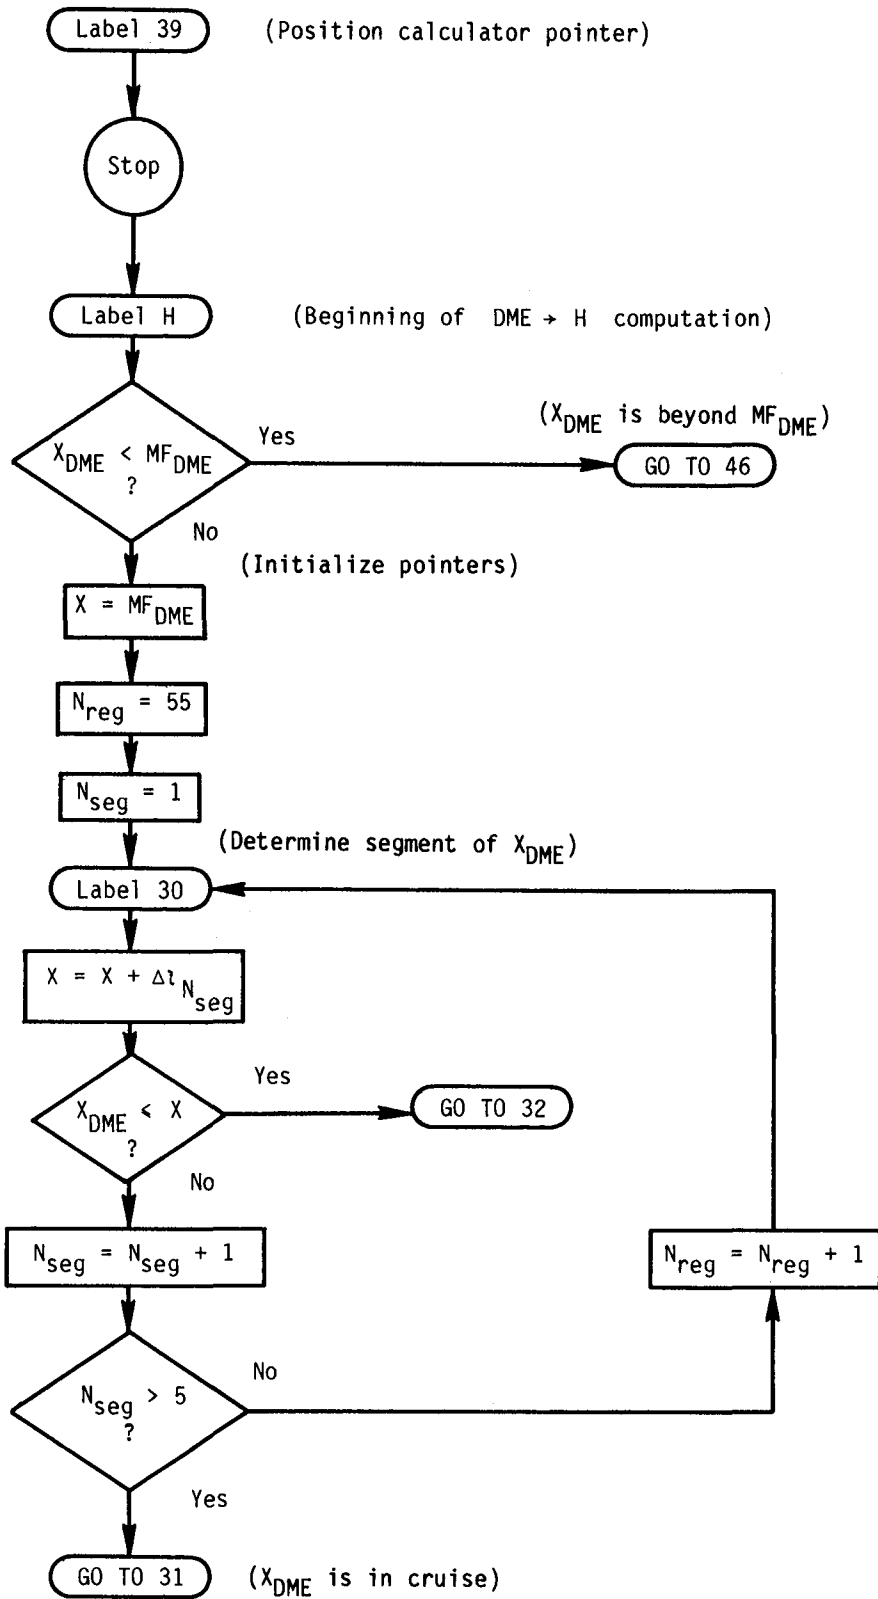 Label 39 (Position calculator pointer)
Stop
Label H (Beginning of DME → H computation)
X_DME < MF_DME
?
Yes
(X_DME is beyond MF_DME)
GO TO 46
No
(Initialize pointers)
X = MF_DME
N_reg = 55
N_seg = 1
(Determine segment of X_DME)
Label 30
X = X + Δl_N_seg
X_DME ≤ X
?
Yes
GO TO 32
No
N_seg = N_seg + 1
N_reg = N_reg + 1
N_seg > 5
?
No
Yes
GO TO 31 (X_DME is in cruise)